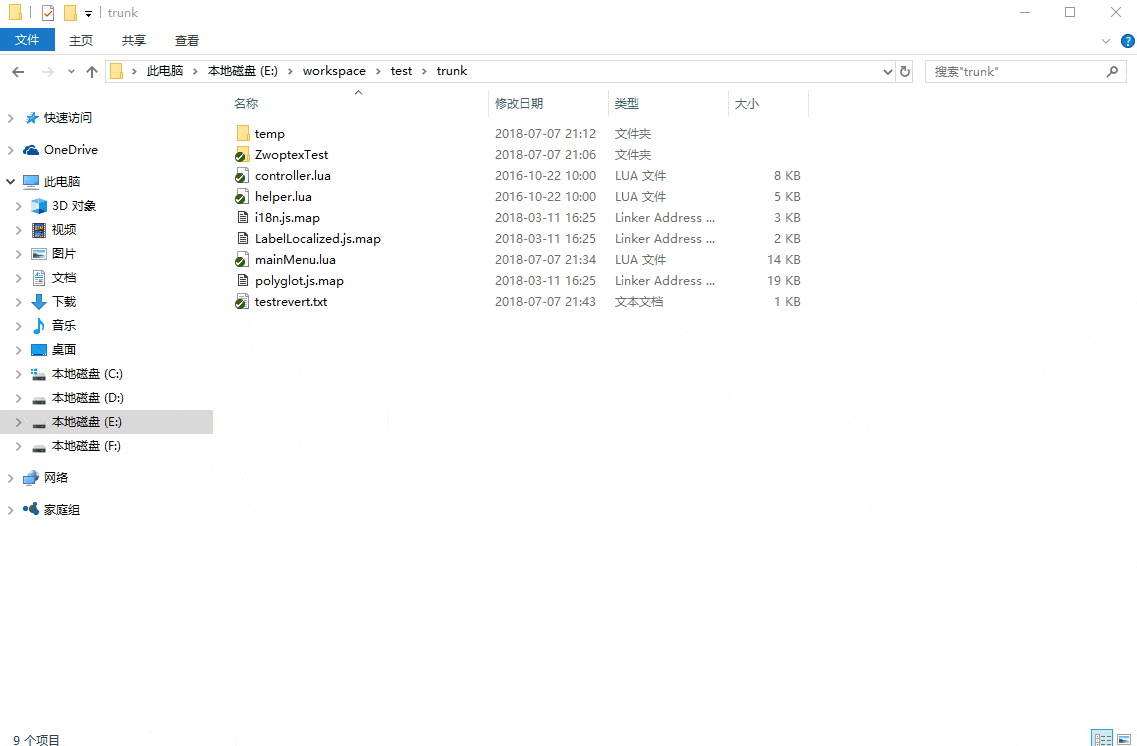 trunk
文件 主页 共享 查看
此电脑 本地磁盘 (E:) workspace test trunk 搜索"trunk"
名称 修改日期 类型 大小
快速访问
OneDrive
此电脑
3D 对象
视频
图片
文档
下载
音乐
桌面
本地磁盘 (C:)
本地磁盘 (D:)
本地磁盘 (E:)
本地磁盘 (F:)
网络
家庭组
temp 2018-07-07 21:12 文件夹
ZwoptexTest 2018-07-07 21:06 文件夹
controller.lua 2016-10-22 10:00 LUA 文件 8 KB
helper.lua 2016-10-22 10:00 LUA 文件 5 KB
i18n.js.map 2018-03-11 16:25 Linker Address ... 3 KB
LabelLocalized.js.map 2018-03-11 16:25 Linker Address ... 2 KB
mainMenu.lua 2018-07-07 21:34 LUA 文件 14 KB
polyglot.js.map 2018-03-11 16:25 Linker Address ... 19 KB
testrevert.txt 2018-07-07 21:43 文本文档 1 KB
9 个项目